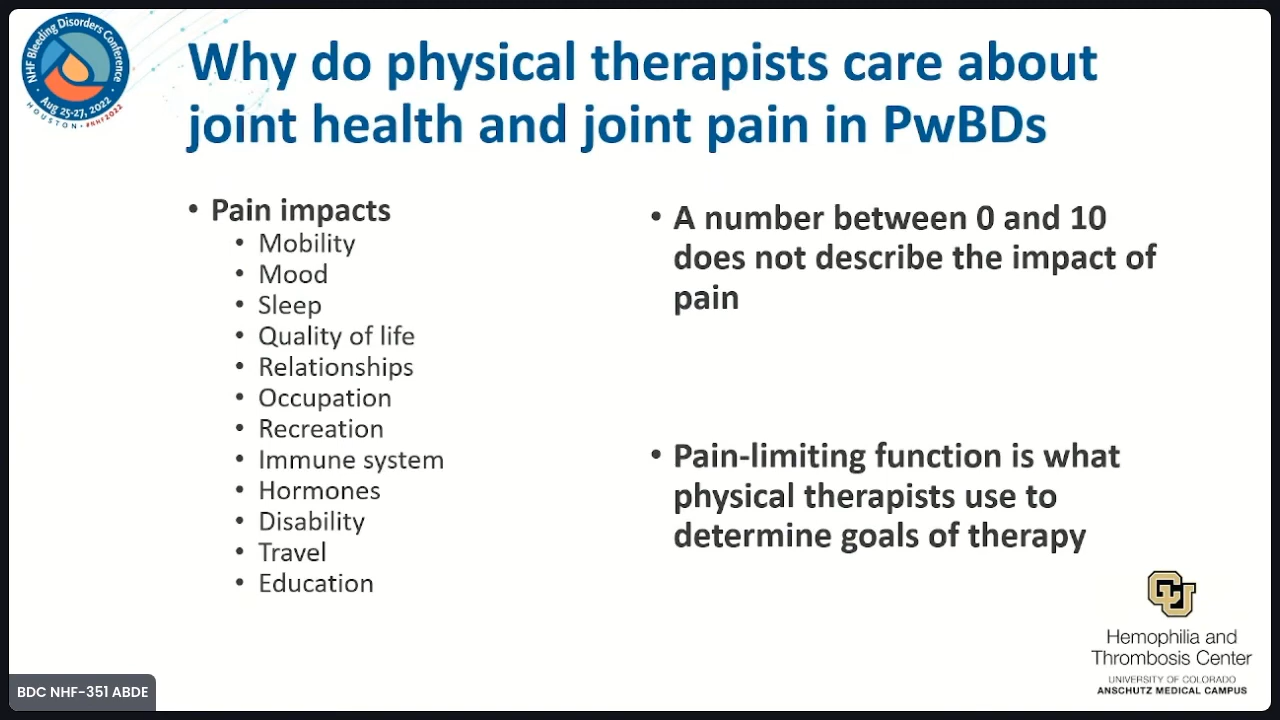 NHF Bleeding Disorders Conference
Aug 25-27, 2022
HOUSTON • #NHF2022
Why do physical therapists care about
joint health and joint pain in PwBDs
• Pain impacts
• Mobility
• Mood
• Sleep
• Quality of life
• Relationships
• Occupation
• Recreation
• Immune system
• Hormones
• Disability
• Travel
• Education
• A number between 0 and 10
does not describe the impact of
pain
• Pain-limiting function is what
physical therapists use to
determine goals of therapy
CU
Hemophilia and
Thrombosis Center
UNIVERSITY OF COLORADO
ANSCHUTZ MEDICAL CAMPUS
BDC NHF-351 ABDE